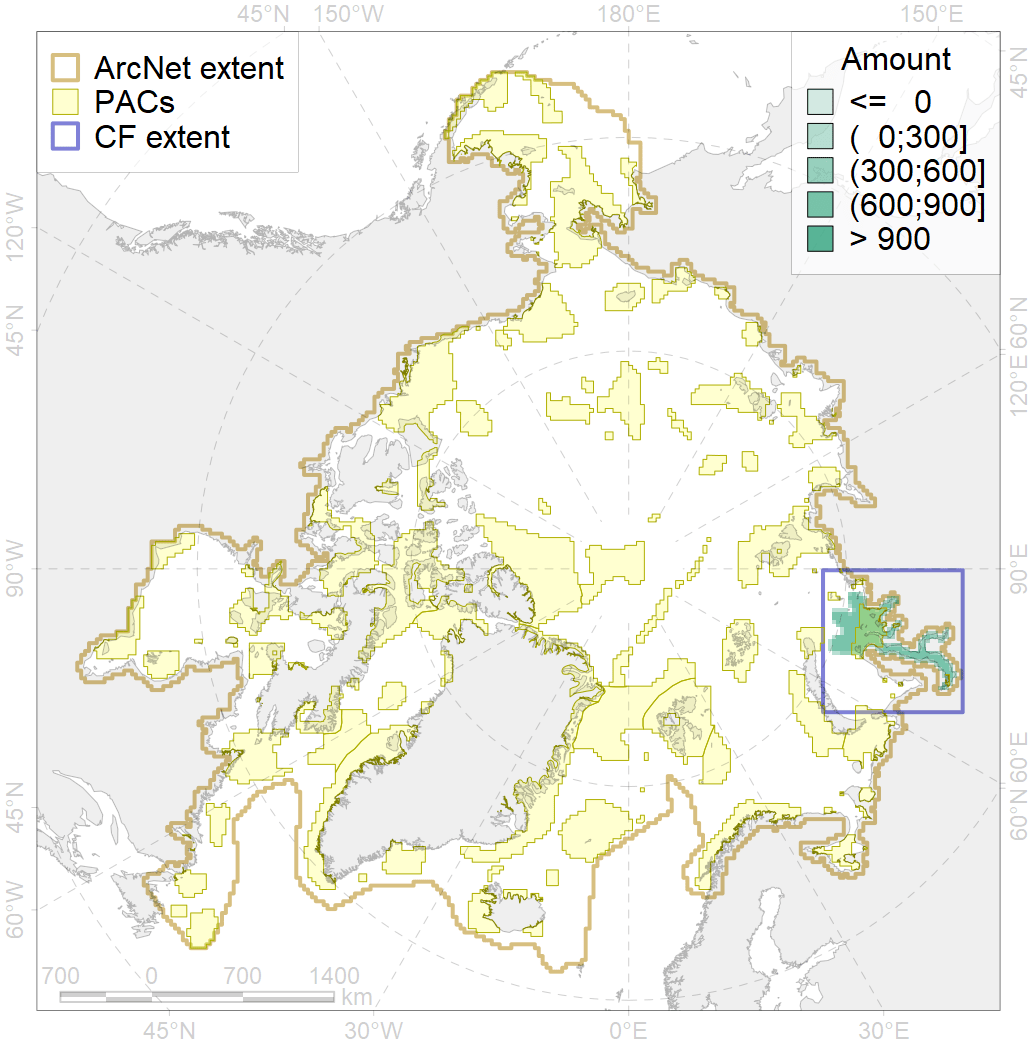 45°N 150°W 180°E 150°E
ArcNet extent
PACs
CF extent
Amount
<= 0
( 0;300]
(300;600]
(600;900]
> 900
45°N
120°W
60°N
45°N
120°E
90°W
90°E
60°E
45°N
60°N
60°W
700 0 700 1400
km
45°W 30°W 0°E 30°E